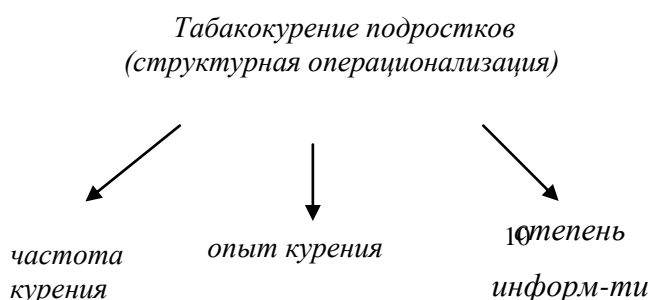 Табакокурение подростков
(структурная операционализация)
частота
курения
опыт курения
10
степень
информ-ти